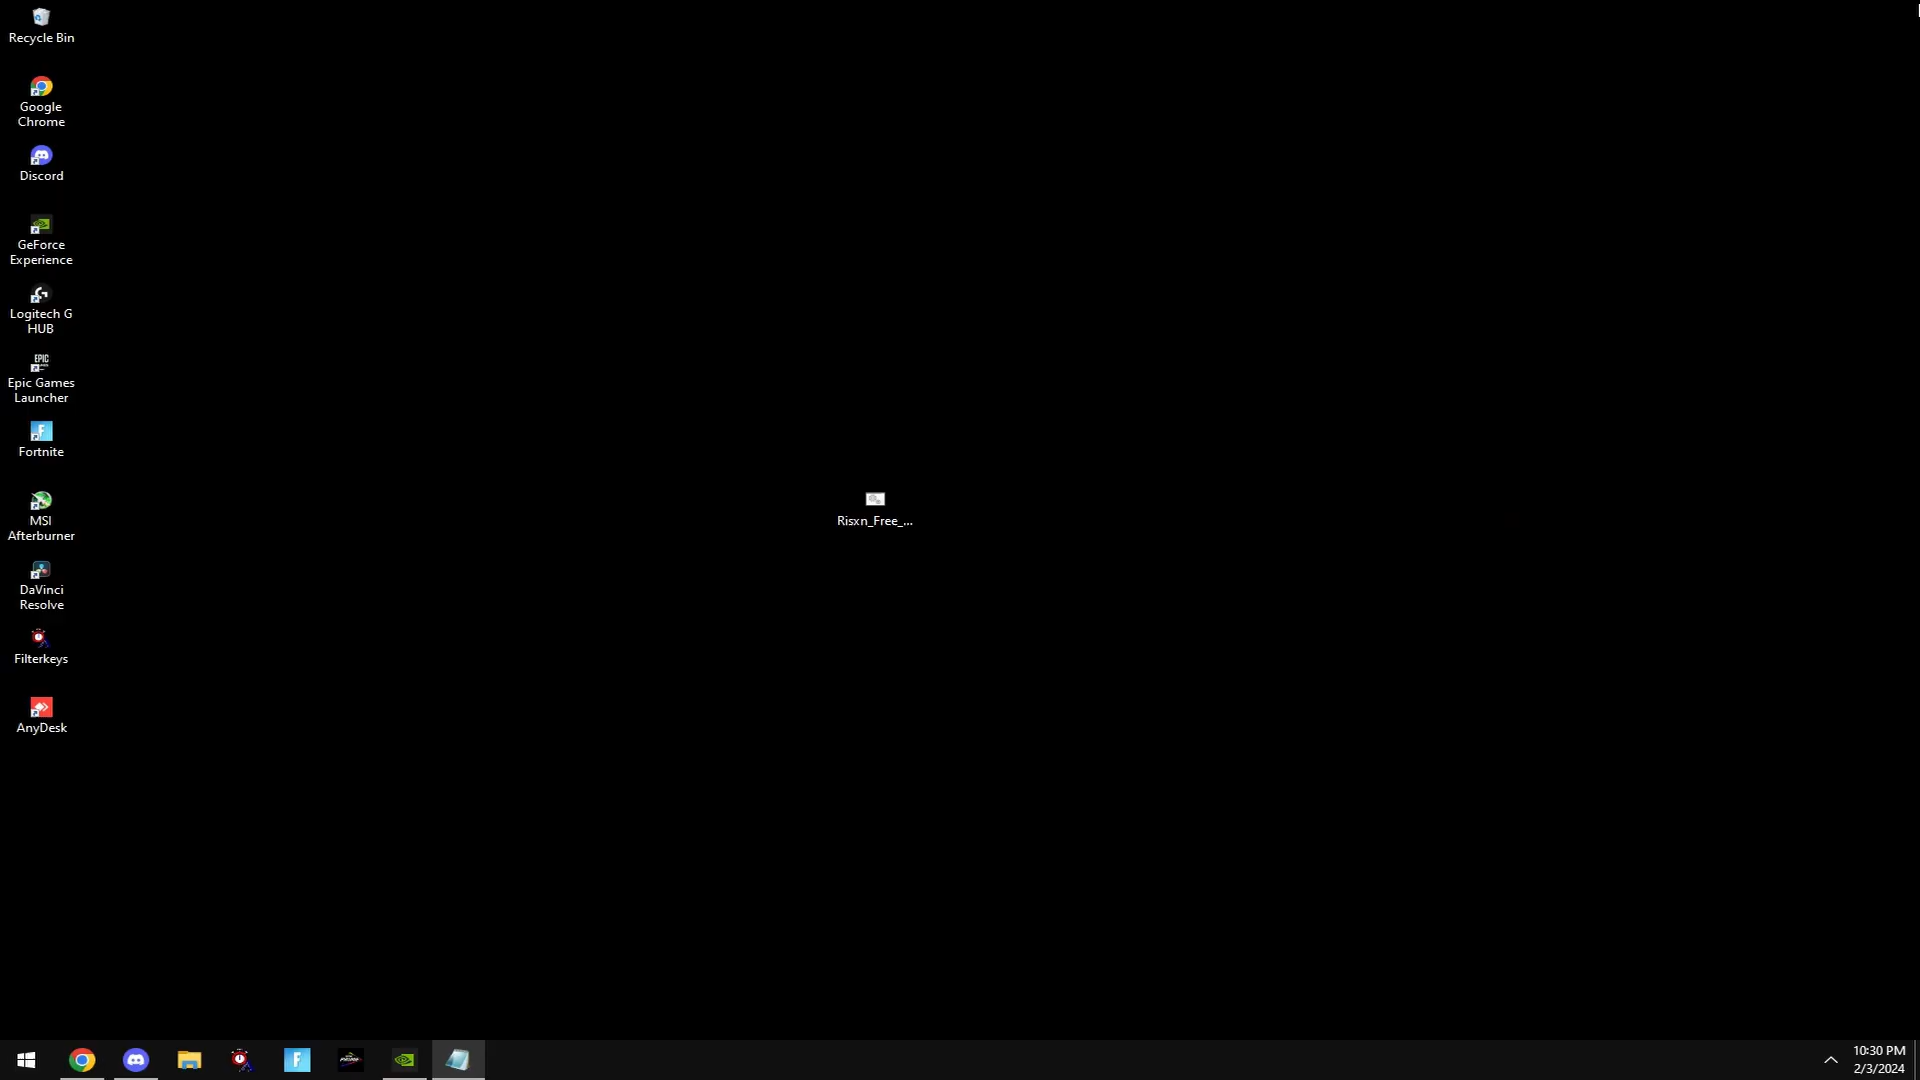 Recycle Bin
Google
Chrome
Discord
GeForce
Experience
Logitech G
HUB
EPIC
Epic Games
Launcher
Fortnite
MSI
Afterburner
DaVinci
Resolve
Filterkeys
AnyDesk
Risxn_Free_...
10:30 PM
2/3/2024